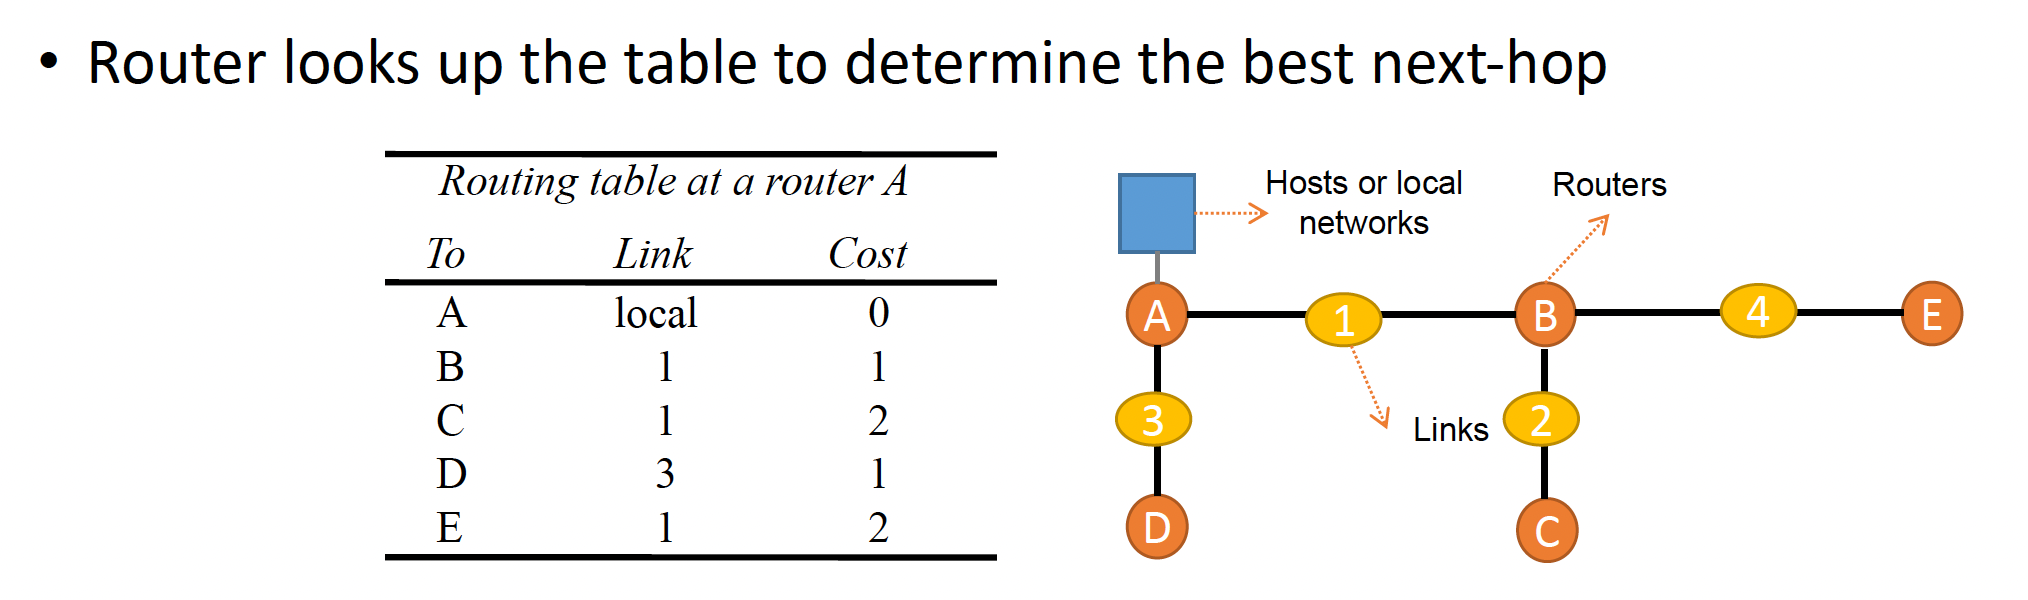 • Router looks up the table to determine the best next-hop
Routing table at a router A
To Link Cost
A local 0
B 1 1
C 1 2
D 3 1
E 1 2
Hosts or local
networks
Routers
A 1 B 4 E
3 Links 2
D C